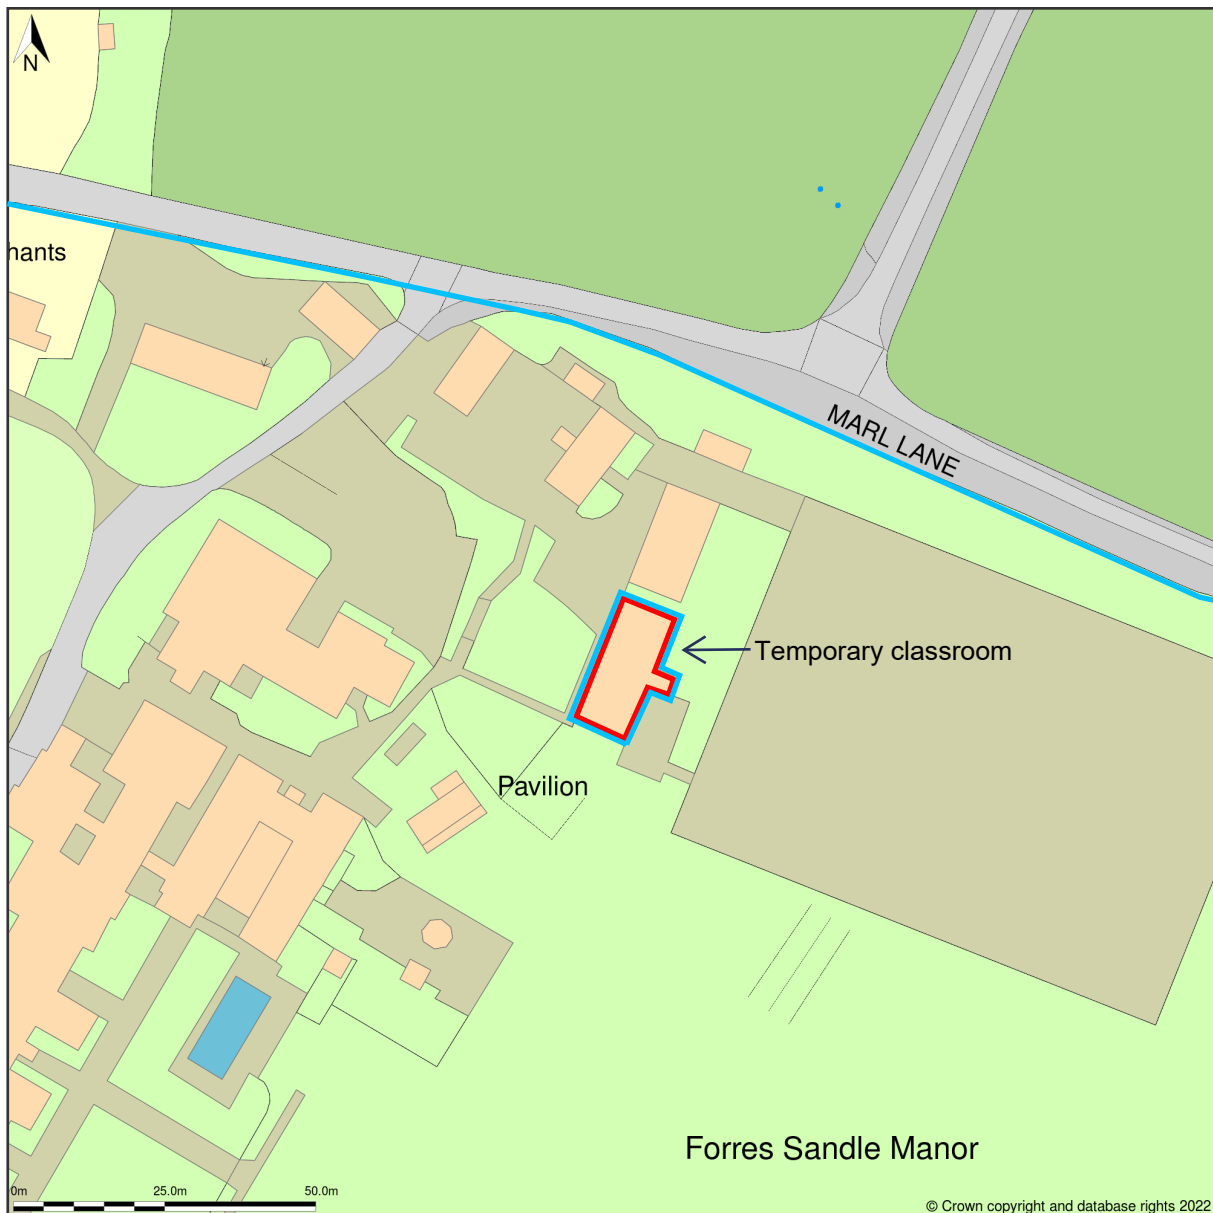 N
hants
MARL LANE
Temporary classroom
Pavilion
Forres Sandle Manor
0m 25.0m 50.0m
© Crown copyright and database rights 2022